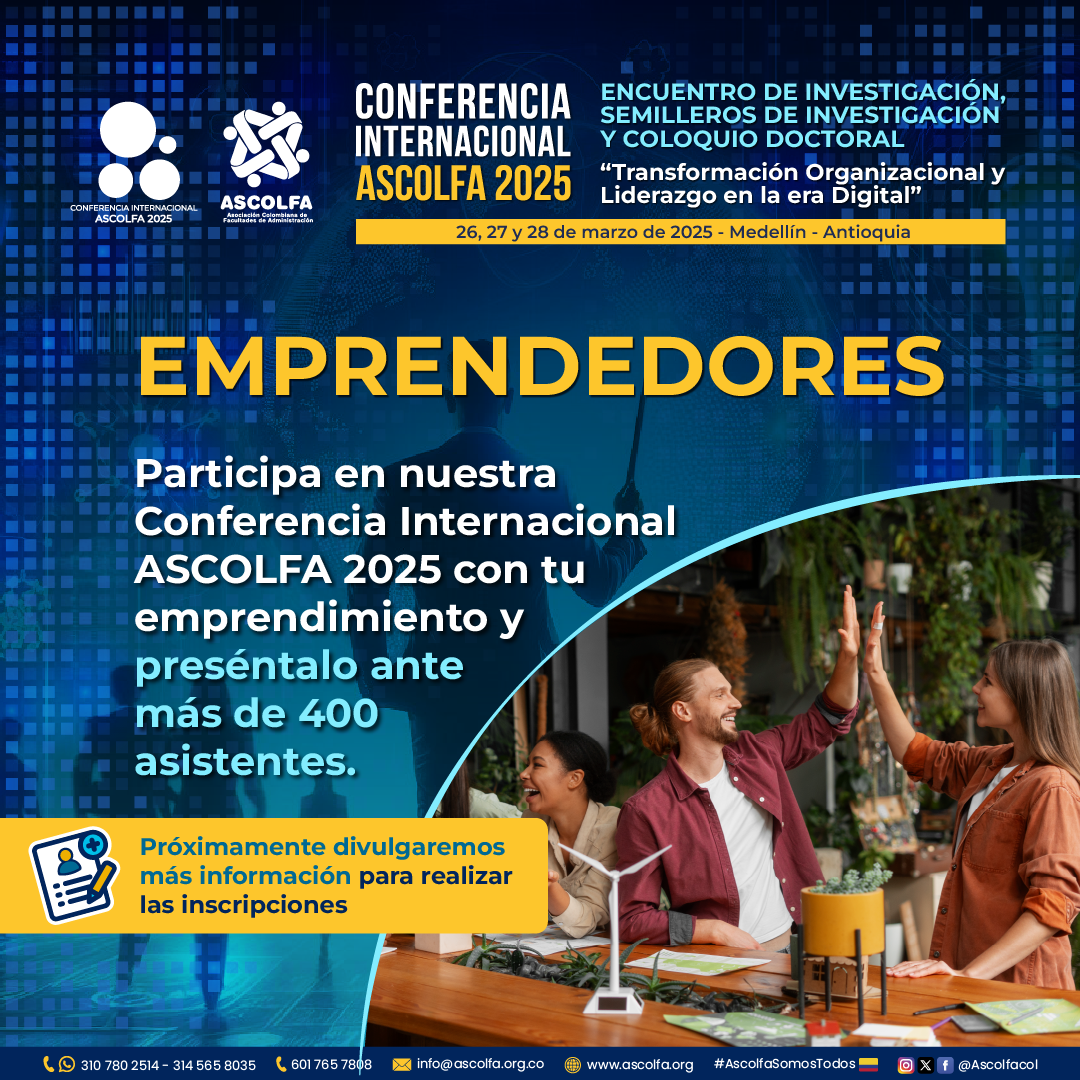 CONFERENCIA INTERNACIONAL
ASCOLFA 2025
ASCOLFA
Asociación Colombiana de
Facultades de Administración
CONFERENCIA
INTERNACIONAL
ASCOLFA 2025
ENCUENTRO DE INVESTIGACIÓN,
SEMILLEROS DE INVESTIGACIÓN
Y COLOQUIO DOCTORAL
“Transformación Organizacional y
Liderazgo en la era Digital”
26, 27 y 28 de marzo de 2025 - Medellín - Antioquia
EMPRENDEDORES
Participa en nuestra
Conferencia Internacional
ASCOLFA 2025 con tu
emprendimiento y
preséntalo ante
más de 400
asistentes.
Próximamente divulgaremos
más información para realizar
las inscripciones
310 780 2514 - 314 565 8035
601 765 7808
info@ascolfa.org.co
www.ascolfa.org
#AscolfaSomosTodos
@Ascolfacol